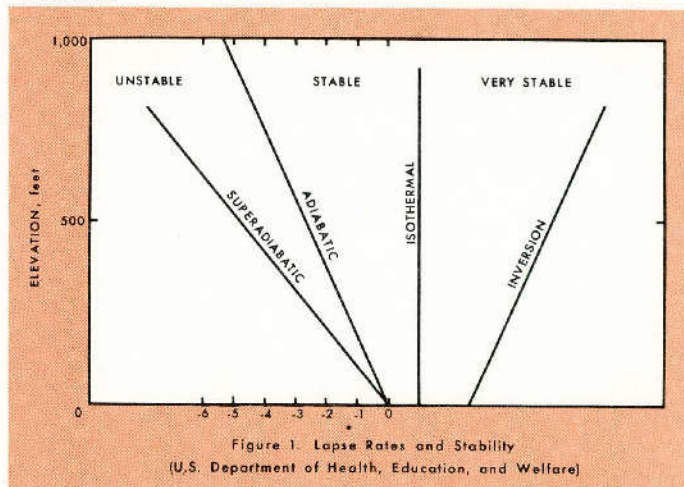 1,000
UNSTABLE STABLE VERY STABLE
SUPERADIABATIC
ADIABATIC
ISOTHERMAL
INVERSION
ELEVATION, feet
500
0 -6 -5 -4 -3 -2 -1 0
Figure 1. Lapse Rates and Stability
(U.S. Department of Health, Education, and Welfare)